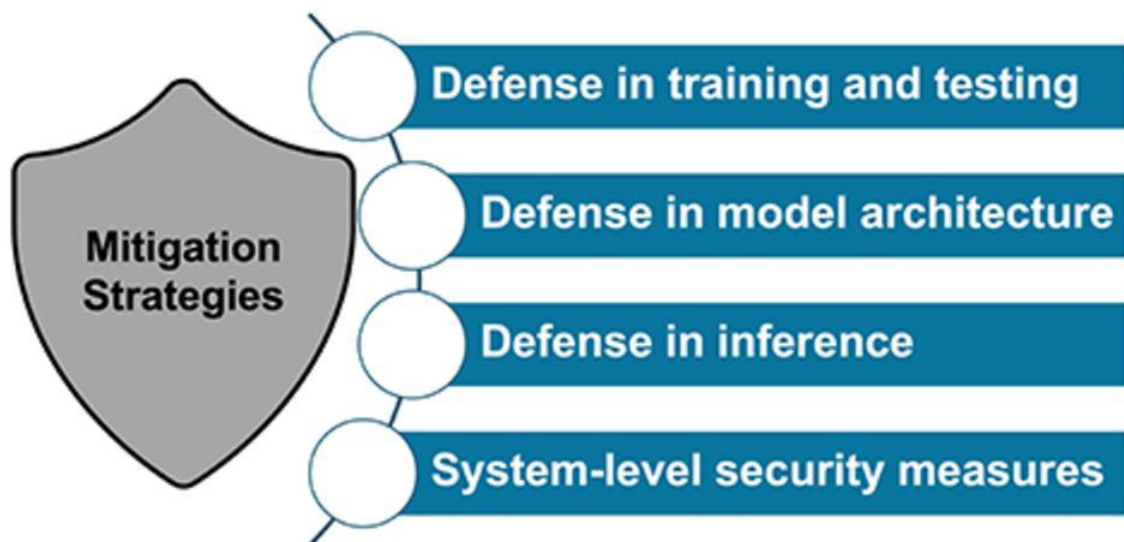 Mitigation
Strategies
Defense in training and testing
Defense in model architecture
Defense in inference
System-level security measures